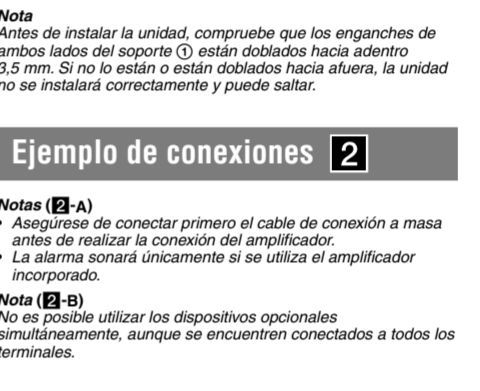 Nota
Antes de instalar la unidad, compruebe que los enganches de
ambos lados del soporte ① están doblados hacia adentro
3,5 mm. Si no lo están o están doblados hacia afuera, la unidad
no se instalará correctamente y puede saltar.
Ejemplo de conexiones 2
Notas (2-A)
• Asegúrese de conectar primero el cable de conexión a masa
antes de realizar la conexión del amplificador.
• La alarma sonará únicamente si se utiliza el amplificador
incorporado.
Nota (2-B)
No es posible utilizar los dispositivos opcionales
simultáneamente, aunque se encuentren conectados a todos los
terminales.